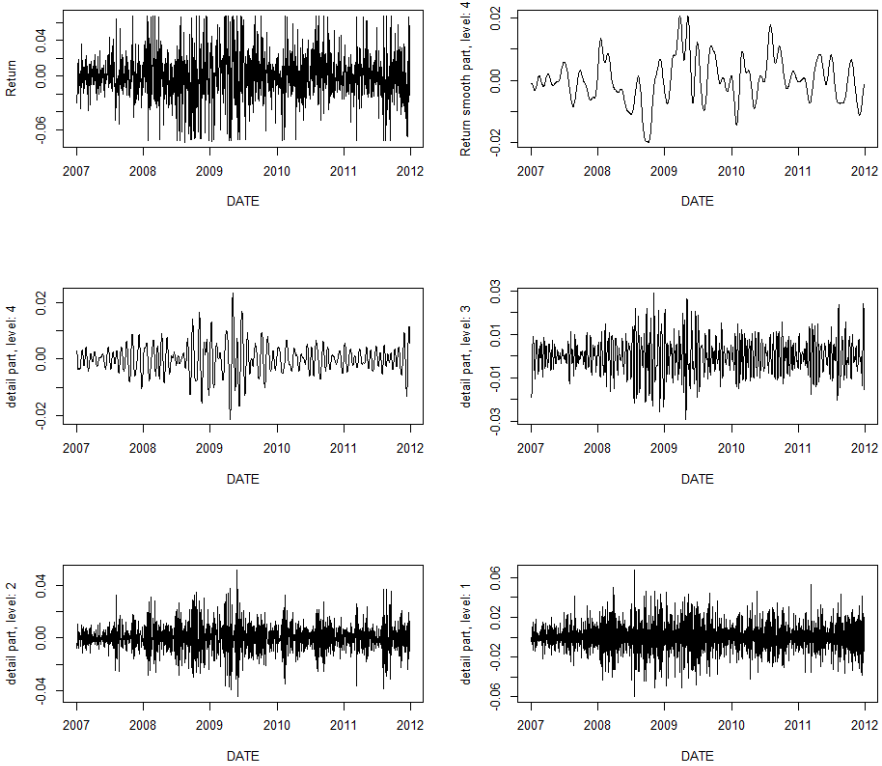 Return
0.04
0.00
-0.06
2007 2008 2009 2010 2011 2012
DATE
Return smooth part, level: 4
0.02
0.00
-0.02
2007 2008 2009 2010 2011 2012
DATE
detail part, level: 4
0.02
0.00
-0.02
2007 2008 2009 2010 2011 2012
DATE
detail part, level: 3
0.03
0.01
-0.01
-0.03
2007 2008 2009 2010 2011 2012
DATE
detail part, level: 2
0.04
0.00
-0.04
2007 2008 2009 2010 2011 2012
DATE
detail part, level: 1
0.06
0.02
-0.02
-0.06
2007 2008 2009 2010 2011 2012
DATE